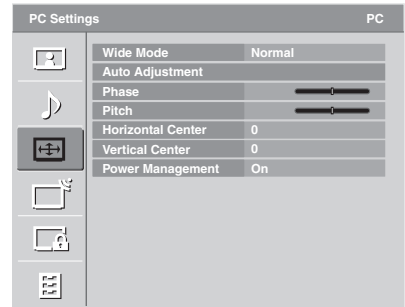 PC Settings PC
Wide Mode Normal
Auto Adjustment
Phase
Pitch
Horizontal Center 0
Vertical Center 0
Power Management On